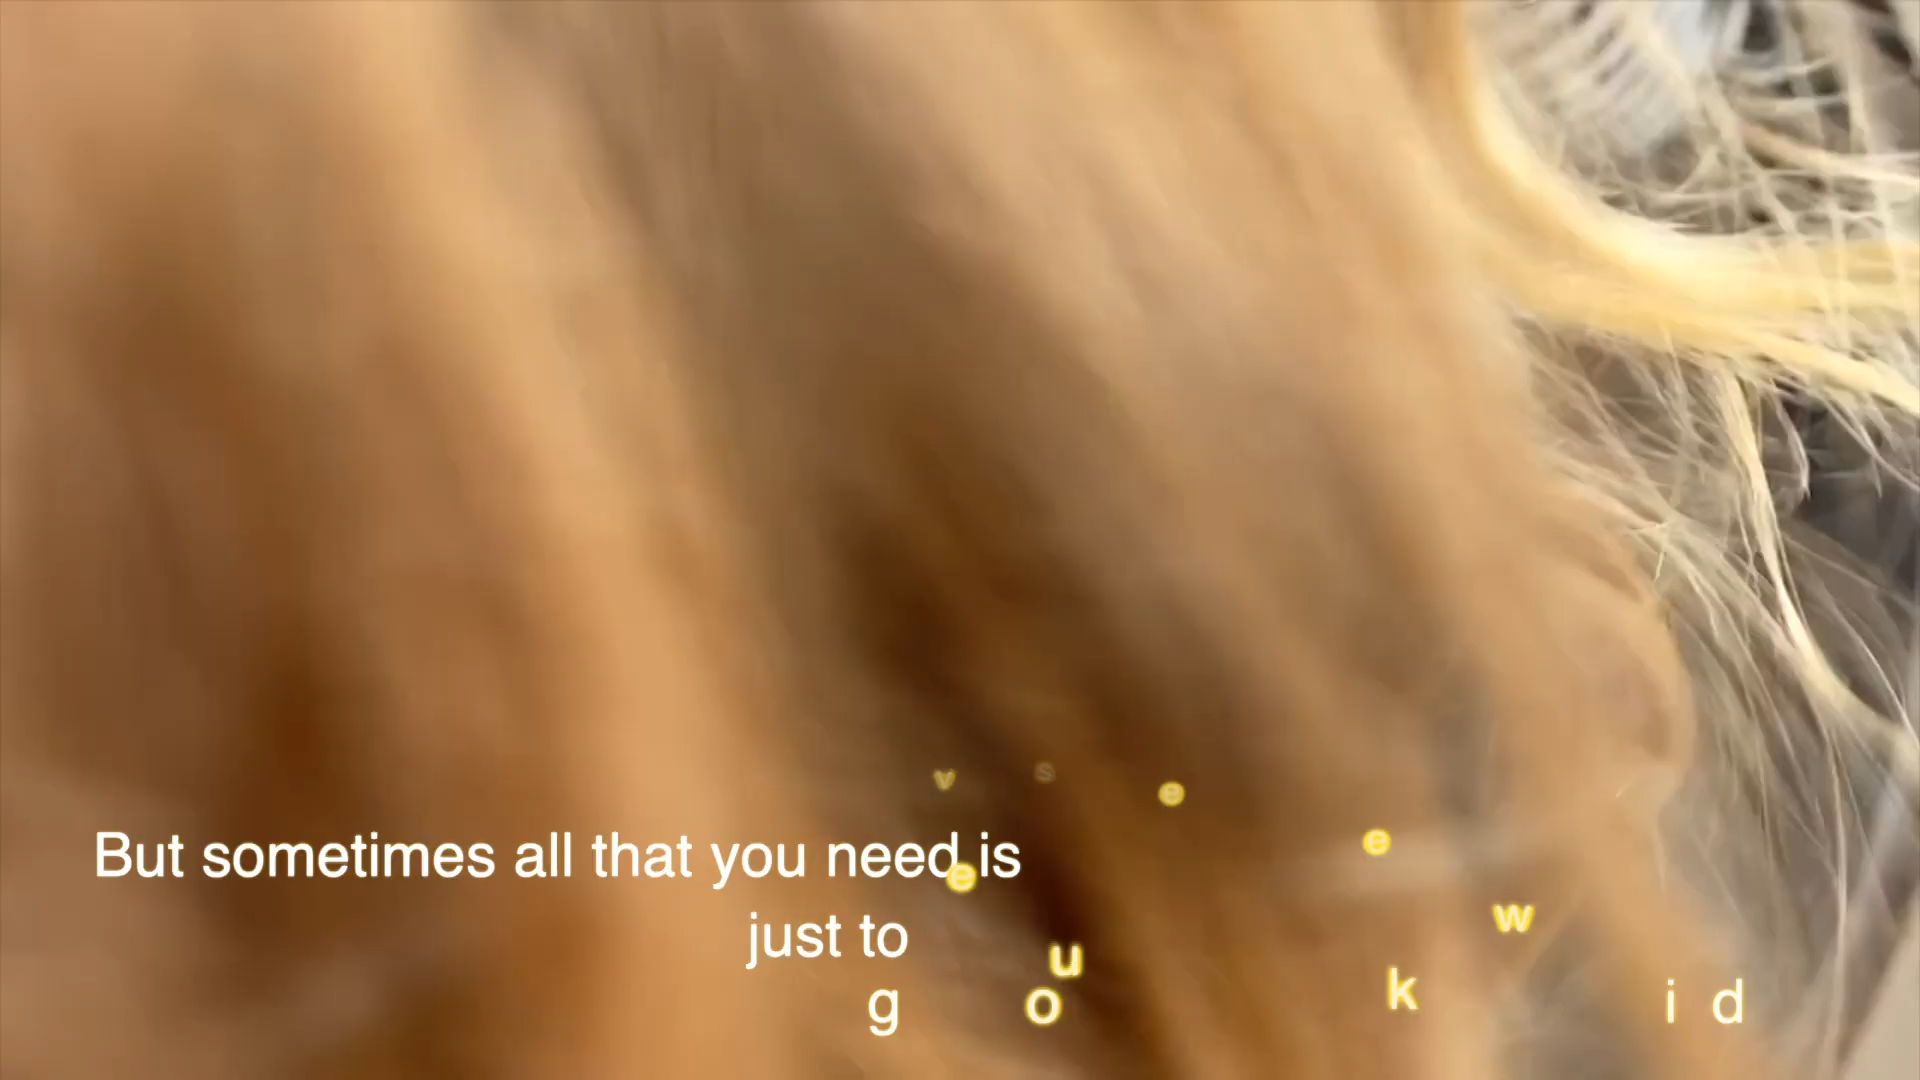 But sometimes all that you need is
just to
v s e
e
e
w
u
k
g o i d